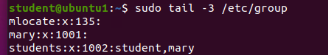 student@ubuntu1:~$ sudo tail -3 /etc/group
mlocate:x:135:
mary:x:1001:
students:x:1002:student,mary